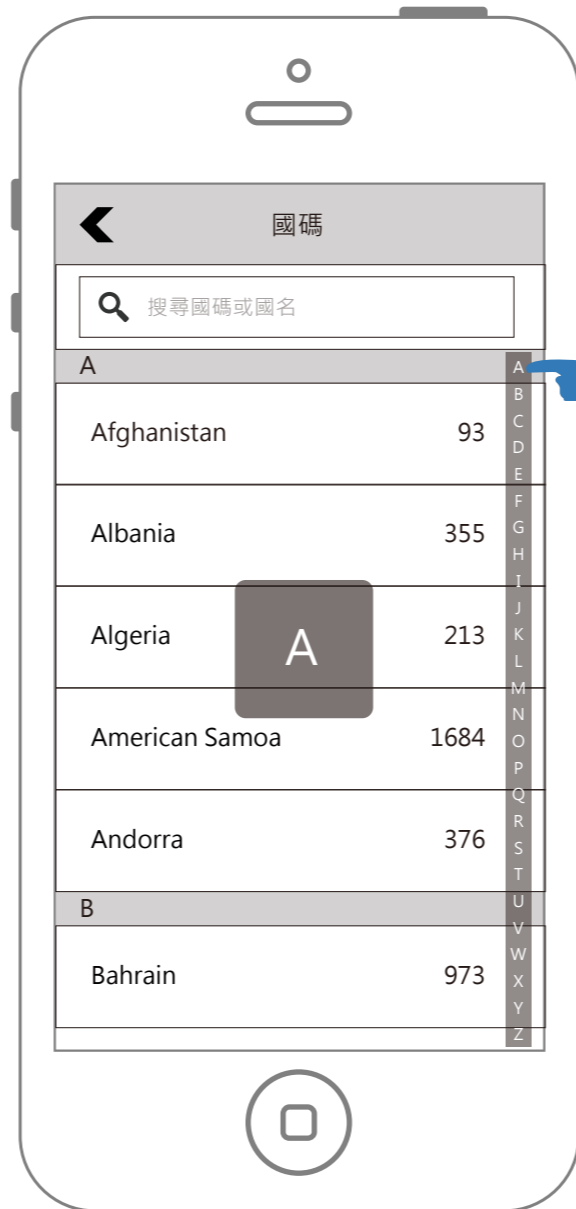 國碼
搜尋國碼或國名
A
Afghanistan 93
Albania 355
Algeria 213
A
American Samoa 1684
Andorra 376
B
Bahrain 973
A
B
C
D
E
F
G
H
I
J
K
L
M
N
O
P
Q
R
S
T
U
V
W
X
Y
Z